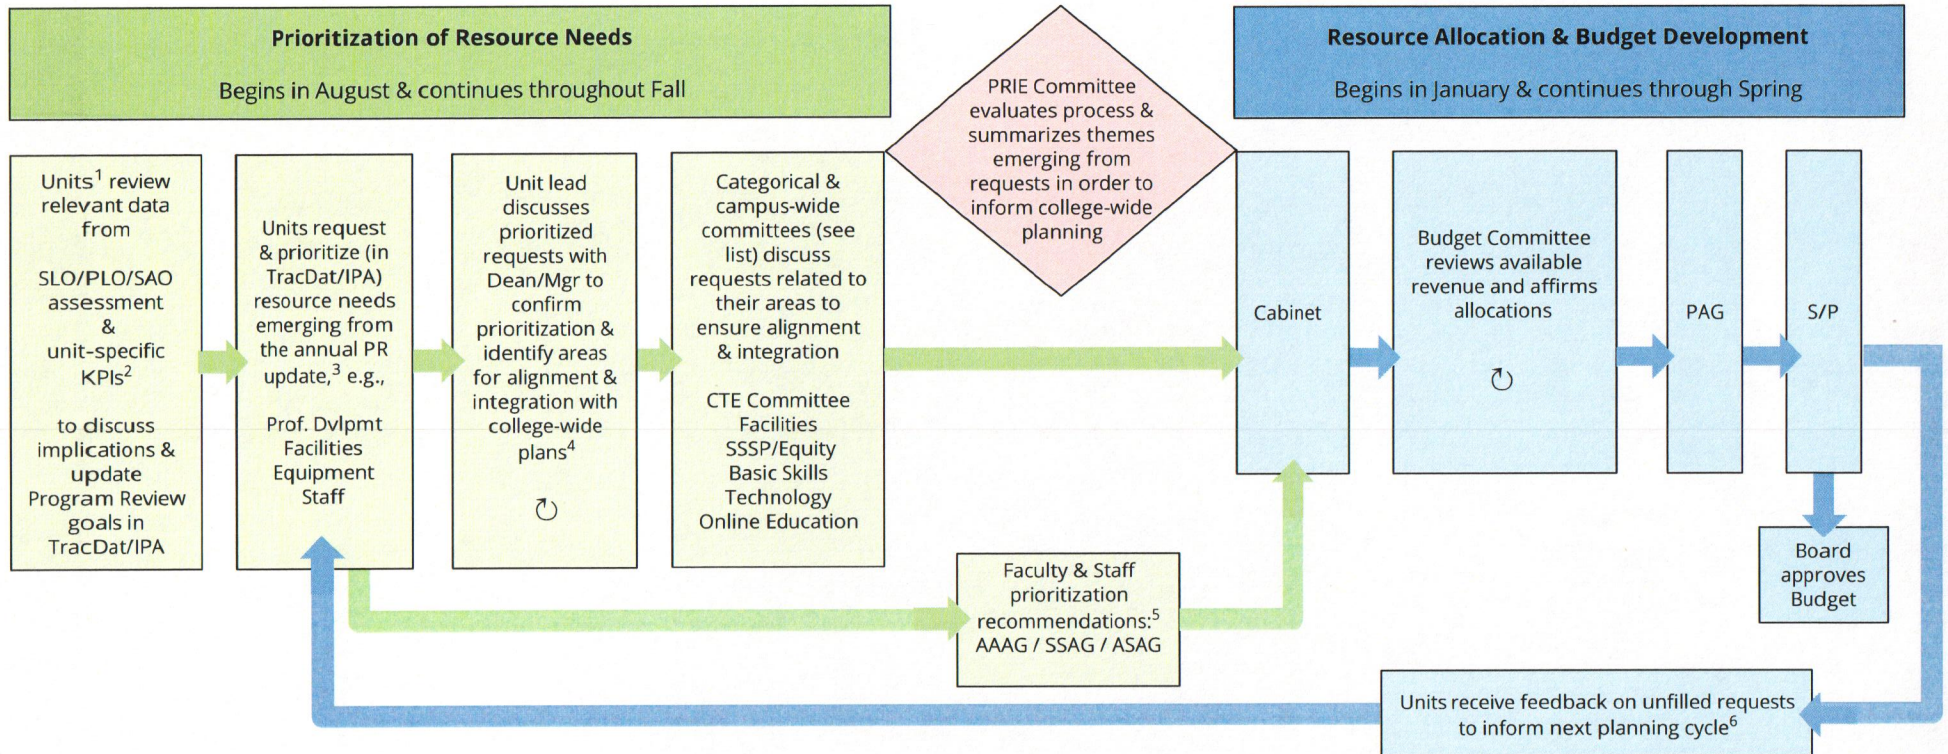 Prioritization of Resource Needs
Begins in August & continues throughout Fall
PRIE Committee
evaluates process &
summarizes themes
emerging from
requests in order to
inform college-wide
planning
Resource Allocation & Budget Development
Begins in January & continues through Spring
Units¹ review
relevant data
from
SLO/PLO/SAO
assessment
&
unit-specific
KPIs²
to discuss
implications &
update
Program Review
goals in
TracDat/IPA
Units request
& prioritize (in
TracDat/IPA)
resource needs
emerging from
the annual PR
update,³ e.g.,
Prof. Dvlpmt
Facilities
Equipment
Staff
Unit lead
discusses
prioritized
requests with
Dean/Mgr to
confirm
prioritization &
identify areas
for alignment &
integration with
college-wide
plans⁴
↻
Categorical &
campus-wide
committees (see
list) discuss
requests related to
their areas to
ensure alignment
& integration
CTE Committee
Facilities
SSSP/Equity
Basic Skills
Technology
Online Education
Cabinet
Budget Committee
reviews available
revenue and affirms
allocations
↻
PAG
S/P
Board
approves
Budget
Faculty & Staff
prioritization
recommendations:⁵
AAAG / SSAG / ASAG
Units receive feedback on unfilled requests
to inform next planning cycle⁶